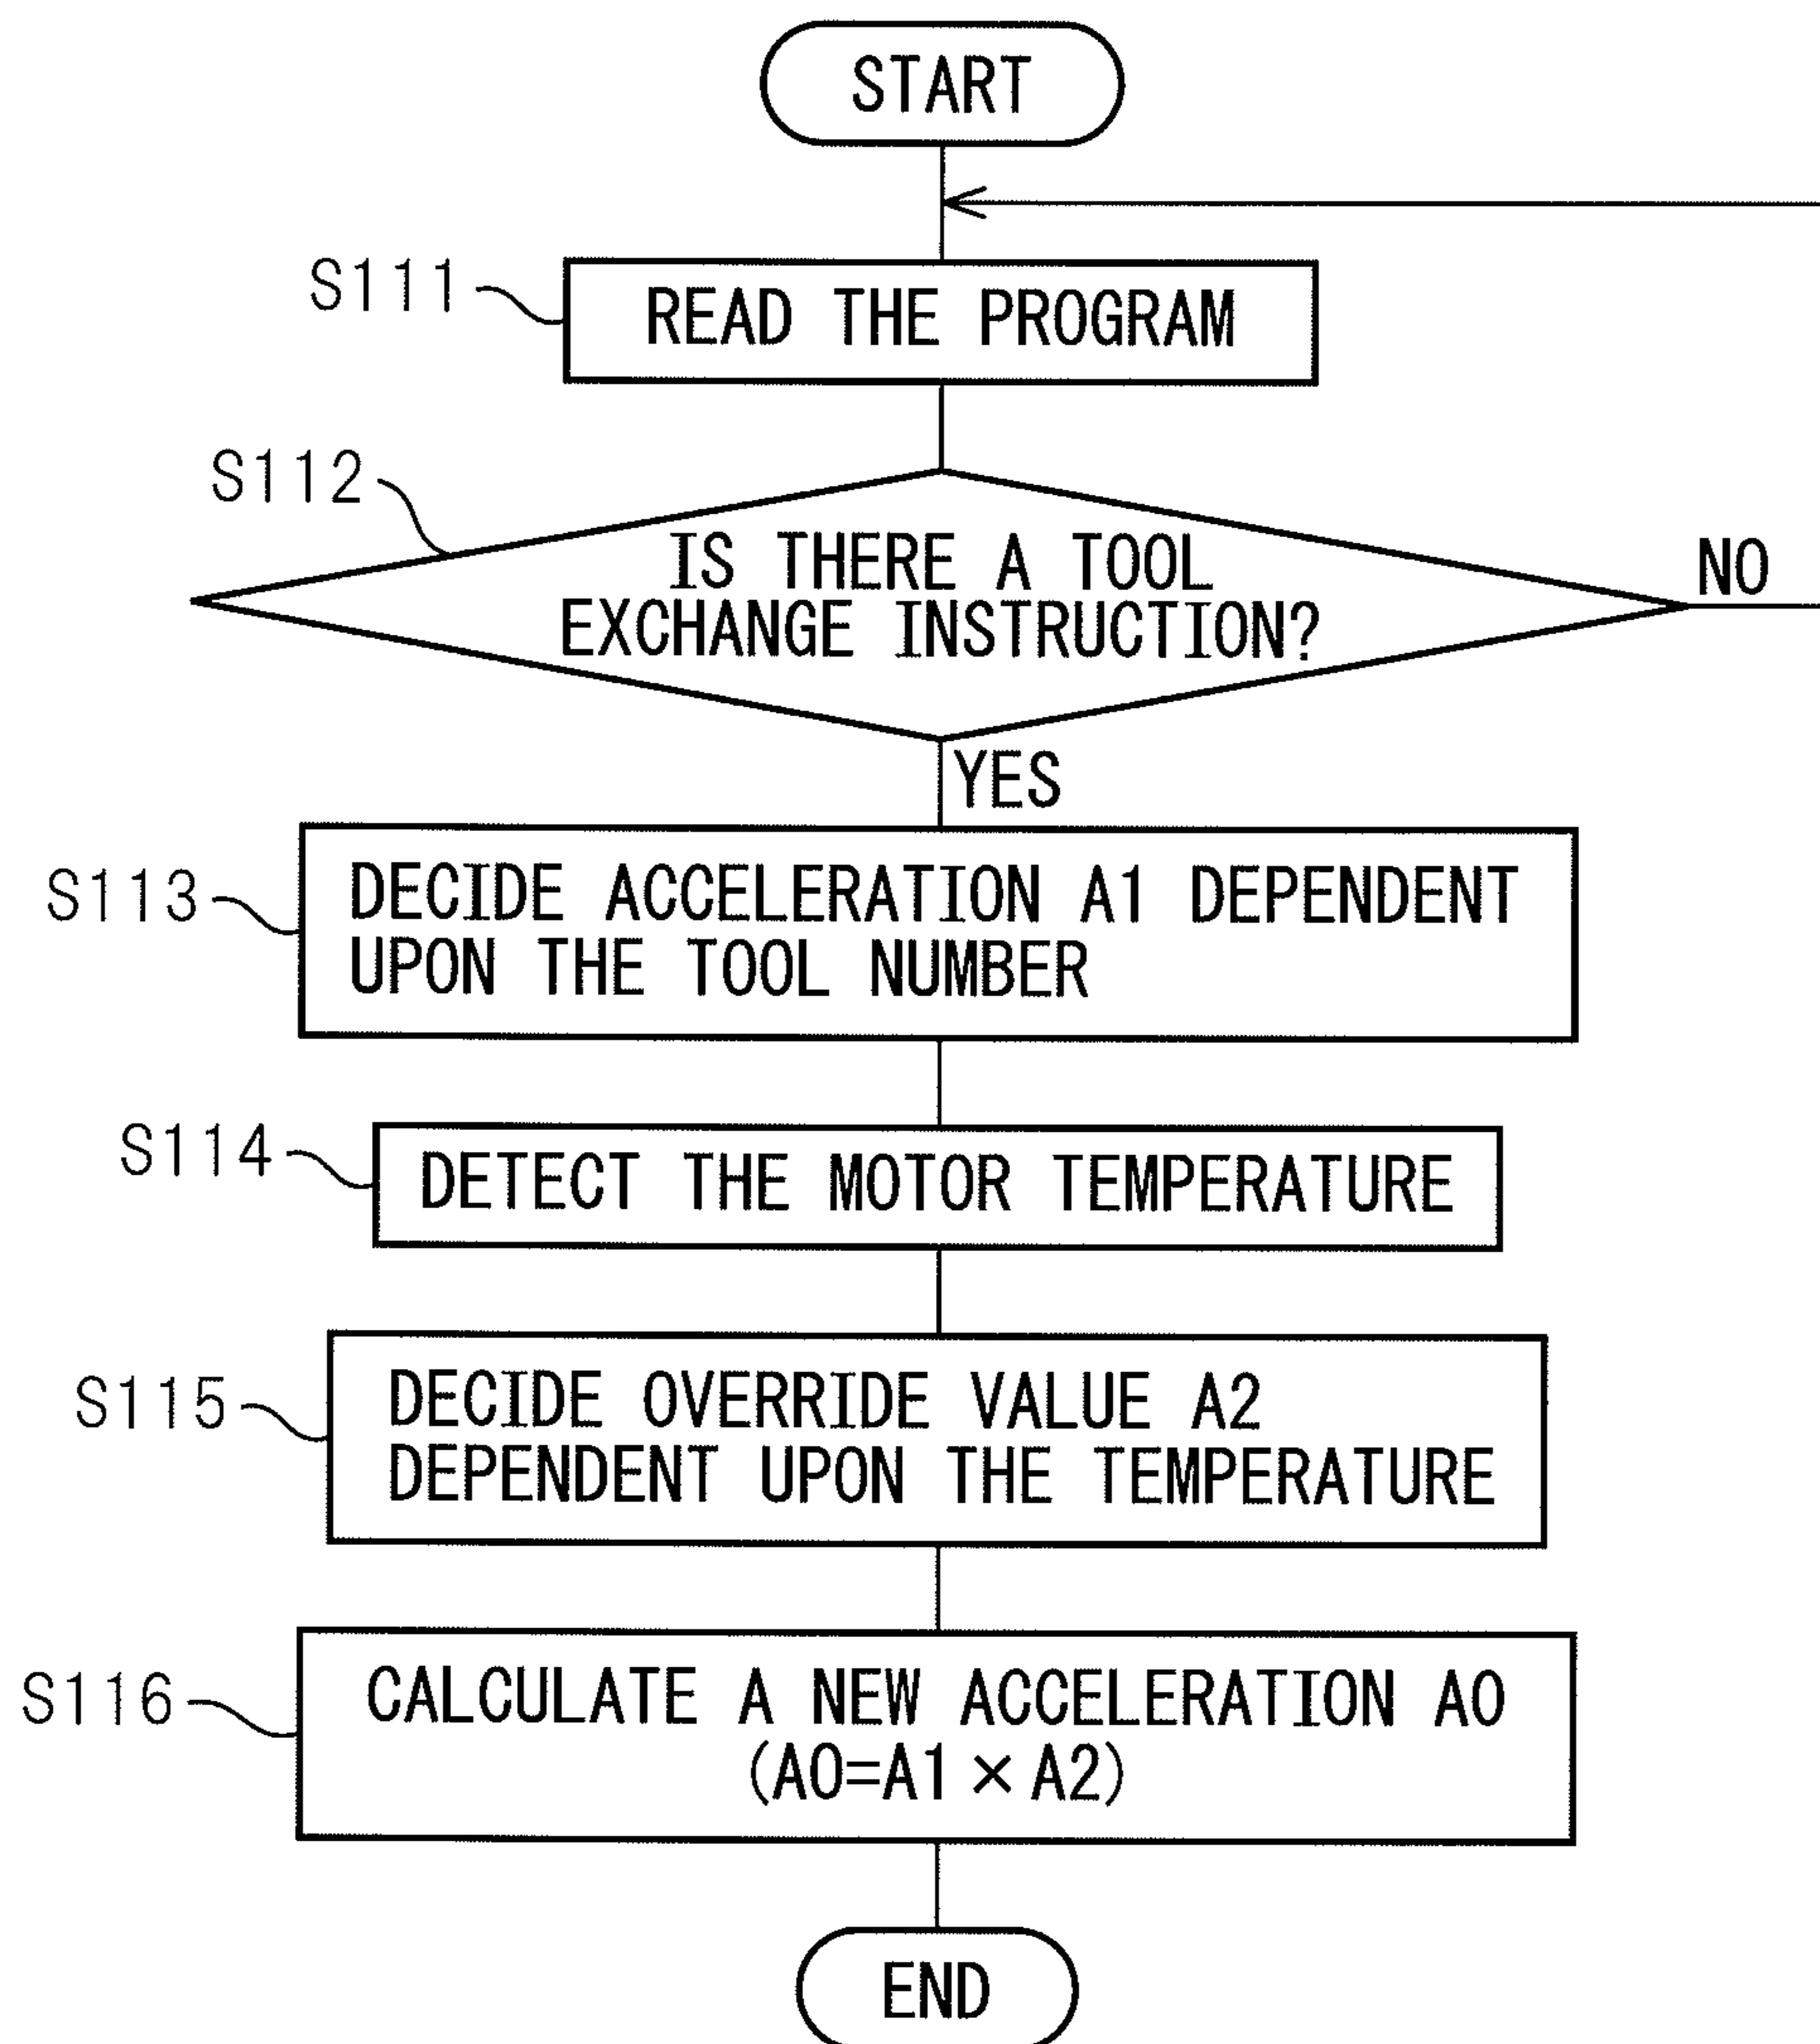 START
S111
READ THE PROGRAM
S112
IS THERE A TOOL
EXCHANGE INSTRUCTION?
NO
YES
S113
DECIDE ACCELERATION A1 DEPENDENT
UPON THE TOOL NUMBER
S114
DETECT THE MOTOR TEMPERATURE
S115
DECIDE OVERRIDE VALUE A2
DEPENDENT UPON THE TEMPERATURE
S116
CALCULATE A NEW ACCELERATION A0
(A0=A1×A2)
END